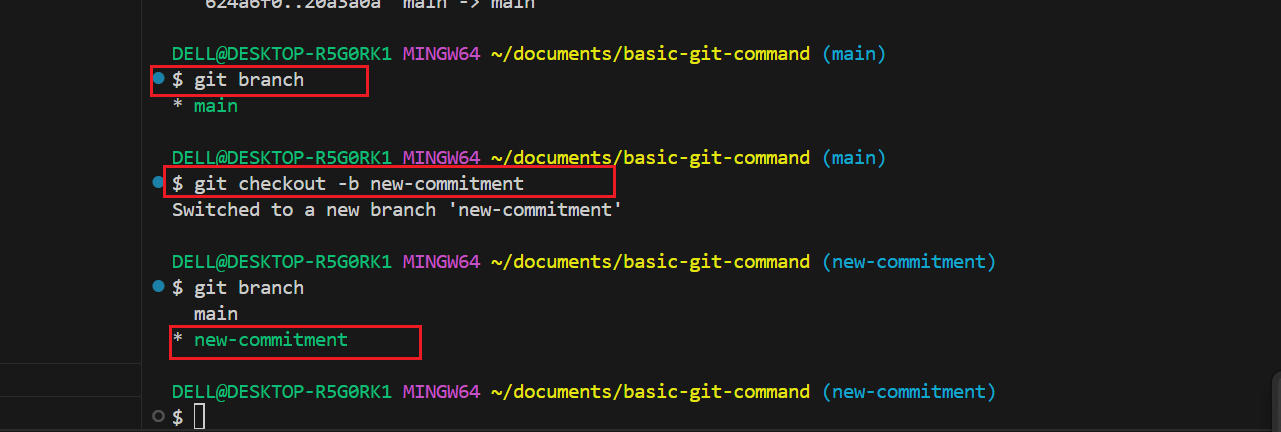 624a6f0..20a3a0a  main -> main
DELL@DESKTOP-R5G0RK1 MINGW64 ~/documents/basic-git-command (main)
$ git branch
* main
DELL@DESKTOP-R5G0RK1 MINGW64 ~/documents/basic-git-command (main)
$ git checkout -b new-commitment
Switched to a new branch 'new-commitment'
DELL@DESKTOP-R5G0RK1 MINGW64 ~/documents/basic-git-command (new-commitment)
$ git branch
main
* new-commitment
DELL@DESKTOP-R5G0RK1 MINGW64 ~/documents/basic-git-command (new-commitment)
$